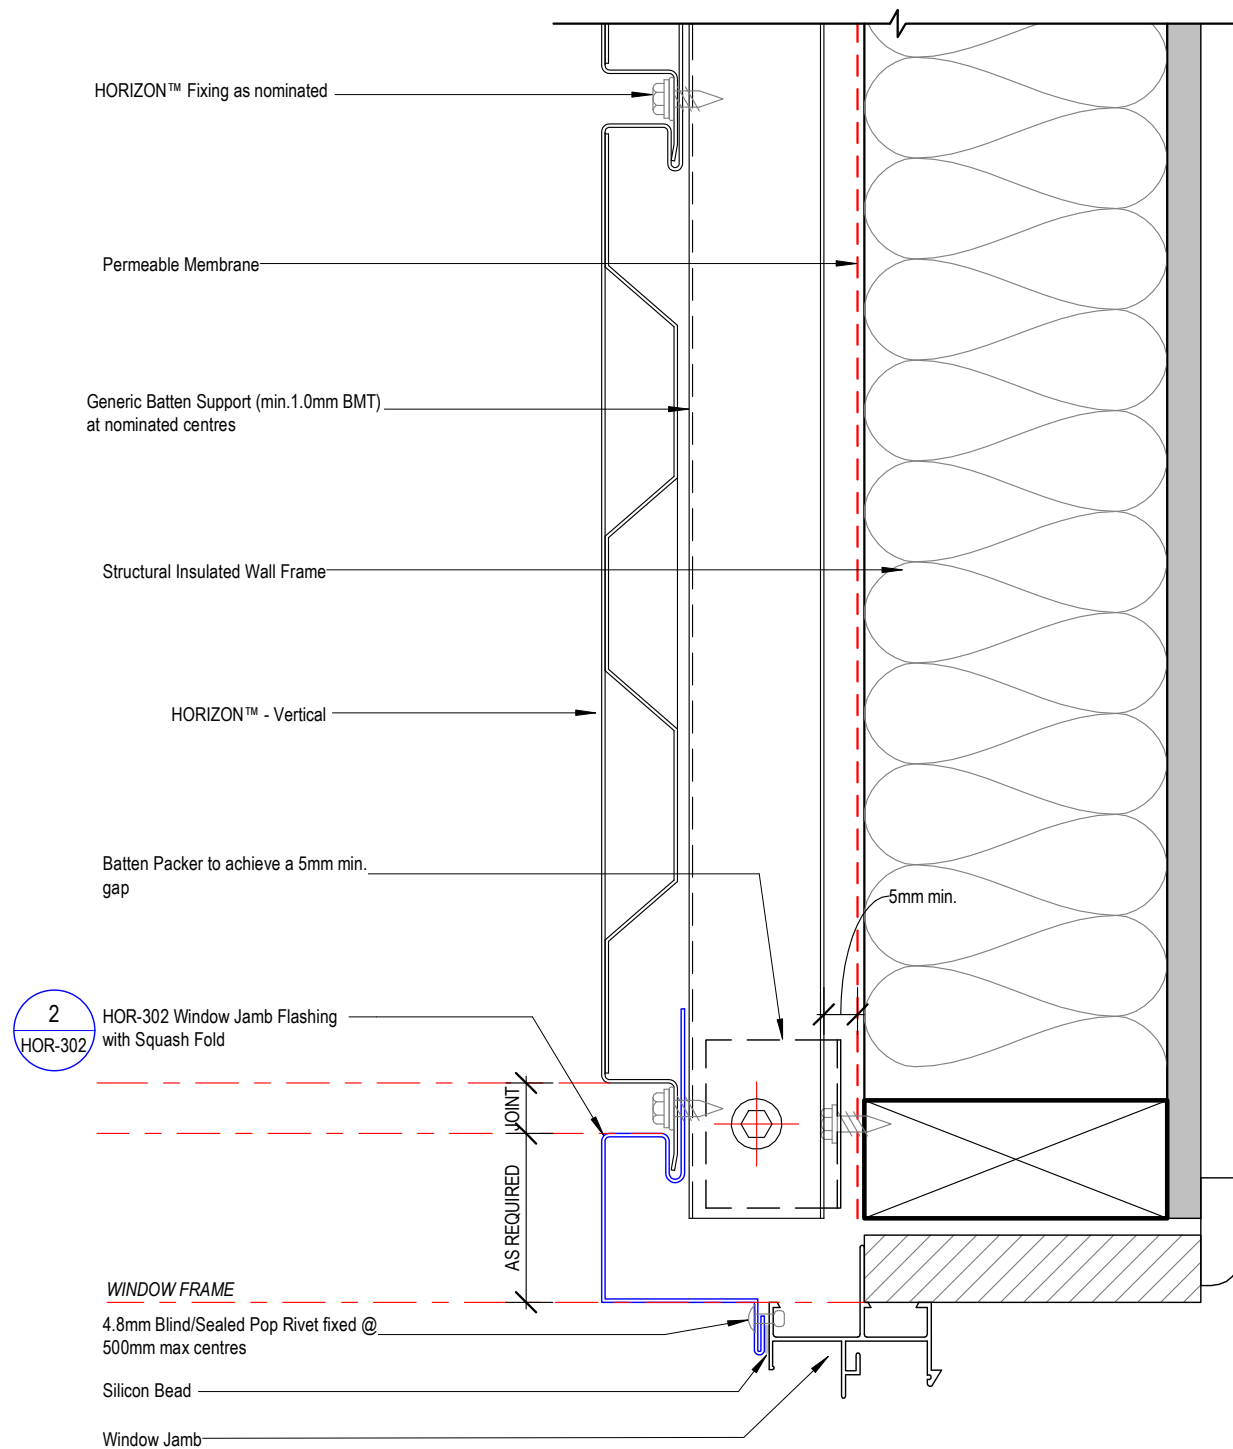 HORIZON™ Fixing as nominated
Permeable Membrane
Generic Batten Support (min.1.0mm BMT)
at nominated centres
Structural Insulated Wall Frame
HORIZON™ - Vertical
Batten Packer to achieve a 5mm min.
gap
5mm min.
2
HOR-302
HOR-302 Window Jamb Flashing
with Squash Fold
JOINT
AS REQUIRED
WINDOW FRAME
4.8mm Blind/Sealed Pop Rivet fixed @
500mm max centres
Silicon Bead
Window Jamb